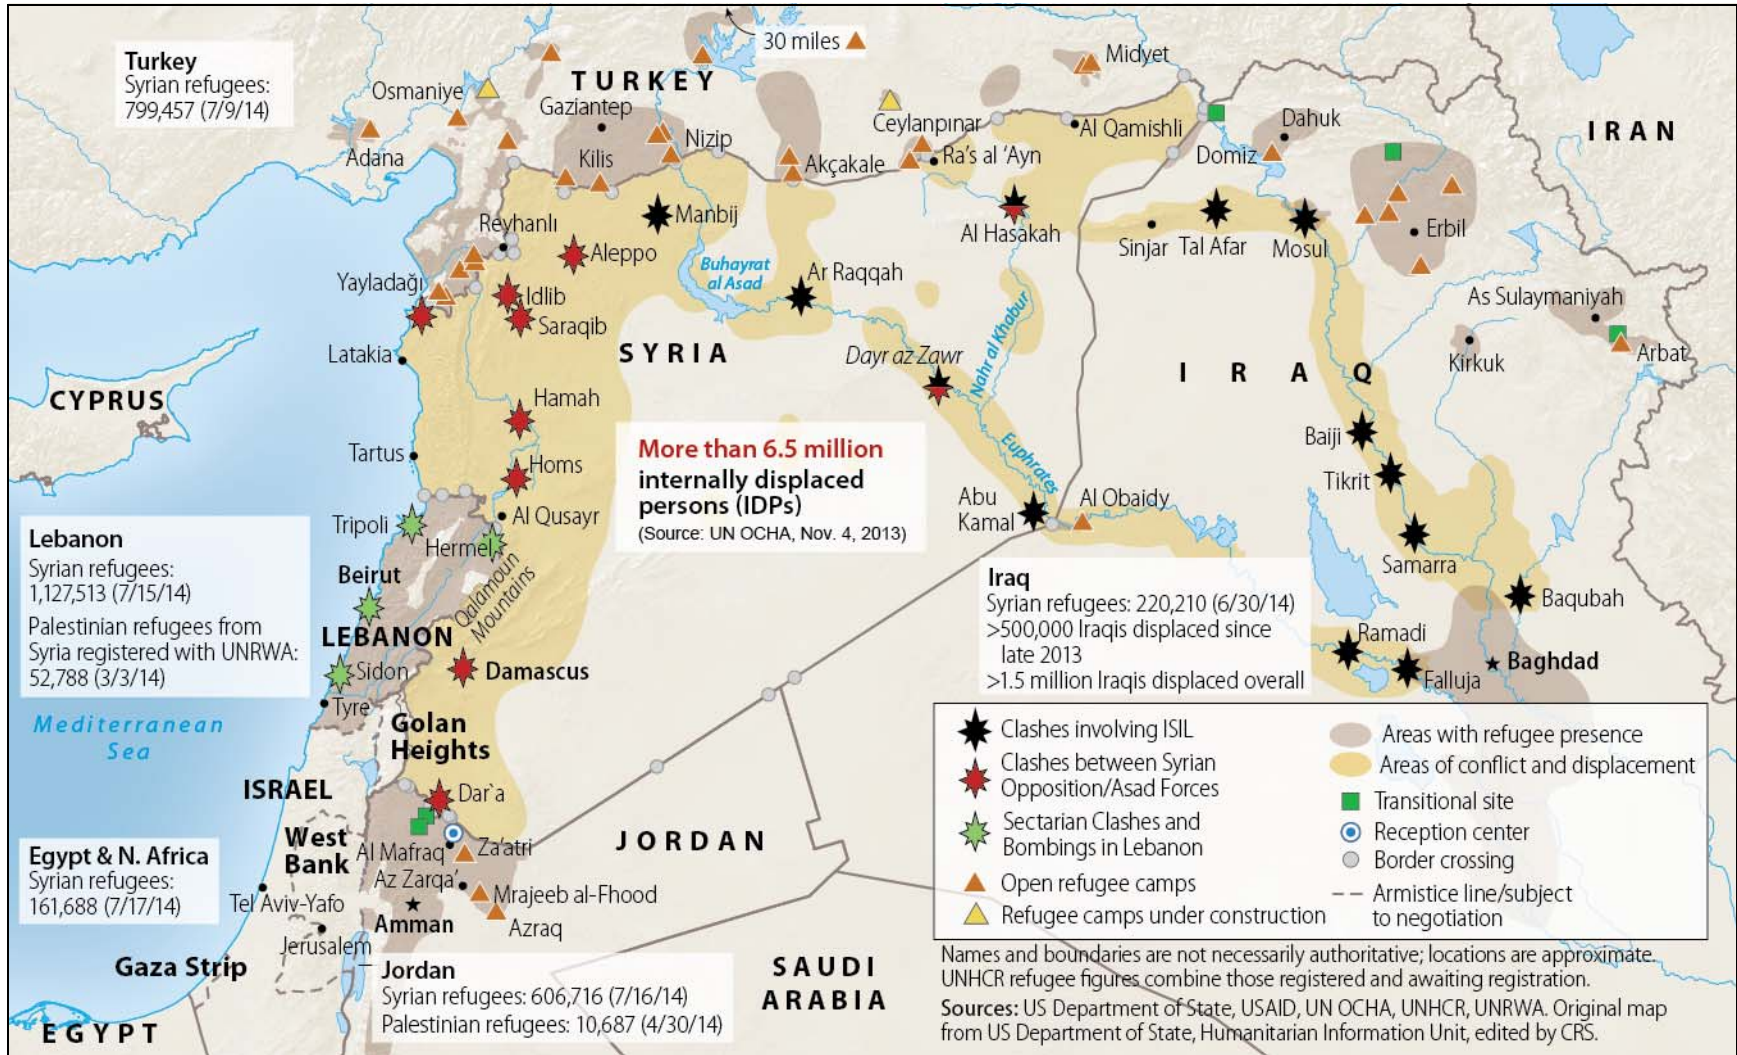 30 miles
Turkey
Syrian refugees:
799,457 (7/9/14)
TURKEY
Osmaniye
Gaziantep
Adana
Kilis
Nizip
Akçakale
Ceylanpınar
Ra's al 'Ayn
Midyet
Al Qamishli
Domiz
Dahuk
IRAN
Reyhanlı
Manbij
Aleppo
Al Hasakah
Sinjar
Tal Afar
Mosul
Erbil
Yayladağı
Idlib
Saraqib
Buhayrat
al Asad
Ar Raqqah
As Sulaymaniyah
Kirkuk
Arbat
Latakia
SYRIA
Dayr az Zawr
Nahr al Khabur
IRAQ
CYPRUS
Hamah
Tartus
Homs
More than 6.5 million
internally displaced
persons (IDPs)
(Source: UN OCHA, Nov. 4, 2013)
Euphrates
Baiji
Tikrit
Abu
Kamal
Al Obaidy
Samarra
Baqubah
Tripoli
Hermel
Al Qusayr
Qalamoun
Mountains
Lebanon
Syrian refugees:
1,127,513 (7/15/14)
Palestinian refugees from
Syria registered with UNRWA:
52,788 (3/3/14)
Beirut
LEBANON
Sidon
Tyre
Damascus
Iraq
Syrian refugees: 220,210 (6/30/14)
>500,000 Iraqis displaced since
late 2013
>1.5 million Iraqis displaced overall
Ramadi
Falluja
Baghdad
Mediterranean
Sea
Golan
Heights
ISRAEL
Dar`a
West
Bank
Al Mafraq
Za'atri
Az Zarqa'
Mrajeeb al-Fhood
Azraq
Amman
JORDAN
Egypt & N. Africa
Syrian refugees:
161,688 (7/17/14)
Tel Aviv-Yafo
Jerusalem
Gaza Strip
EGYPT
Jordan
Syrian refugees: 606,716 (7/16/14)
Palestinian refugees: 10,687 (4/30/14)
SAUDI
ARABIA
Clashes involving ISIL
Clashes between Syrian
Opposition/Asad Forces
Sectarian Clashes and
Bombings in Lebanon
Open refugee camps
Refugee camps under construction
Areas with refugee presence
Areas of conflict and displacement
Transitional site
Reception center
Border crossing
Armistice line/subject
to negotiation
Names and boundaries are not necessarily authoritative; locations are approximate.
UNHCR refugee figures combine those registered and awaiting registration.
Sources: US Department of State, USAID, UN OCHA, UNHCR, UNRWA. Original map
from US Department of State, Humanitarian Information Unit, edited by CRS.